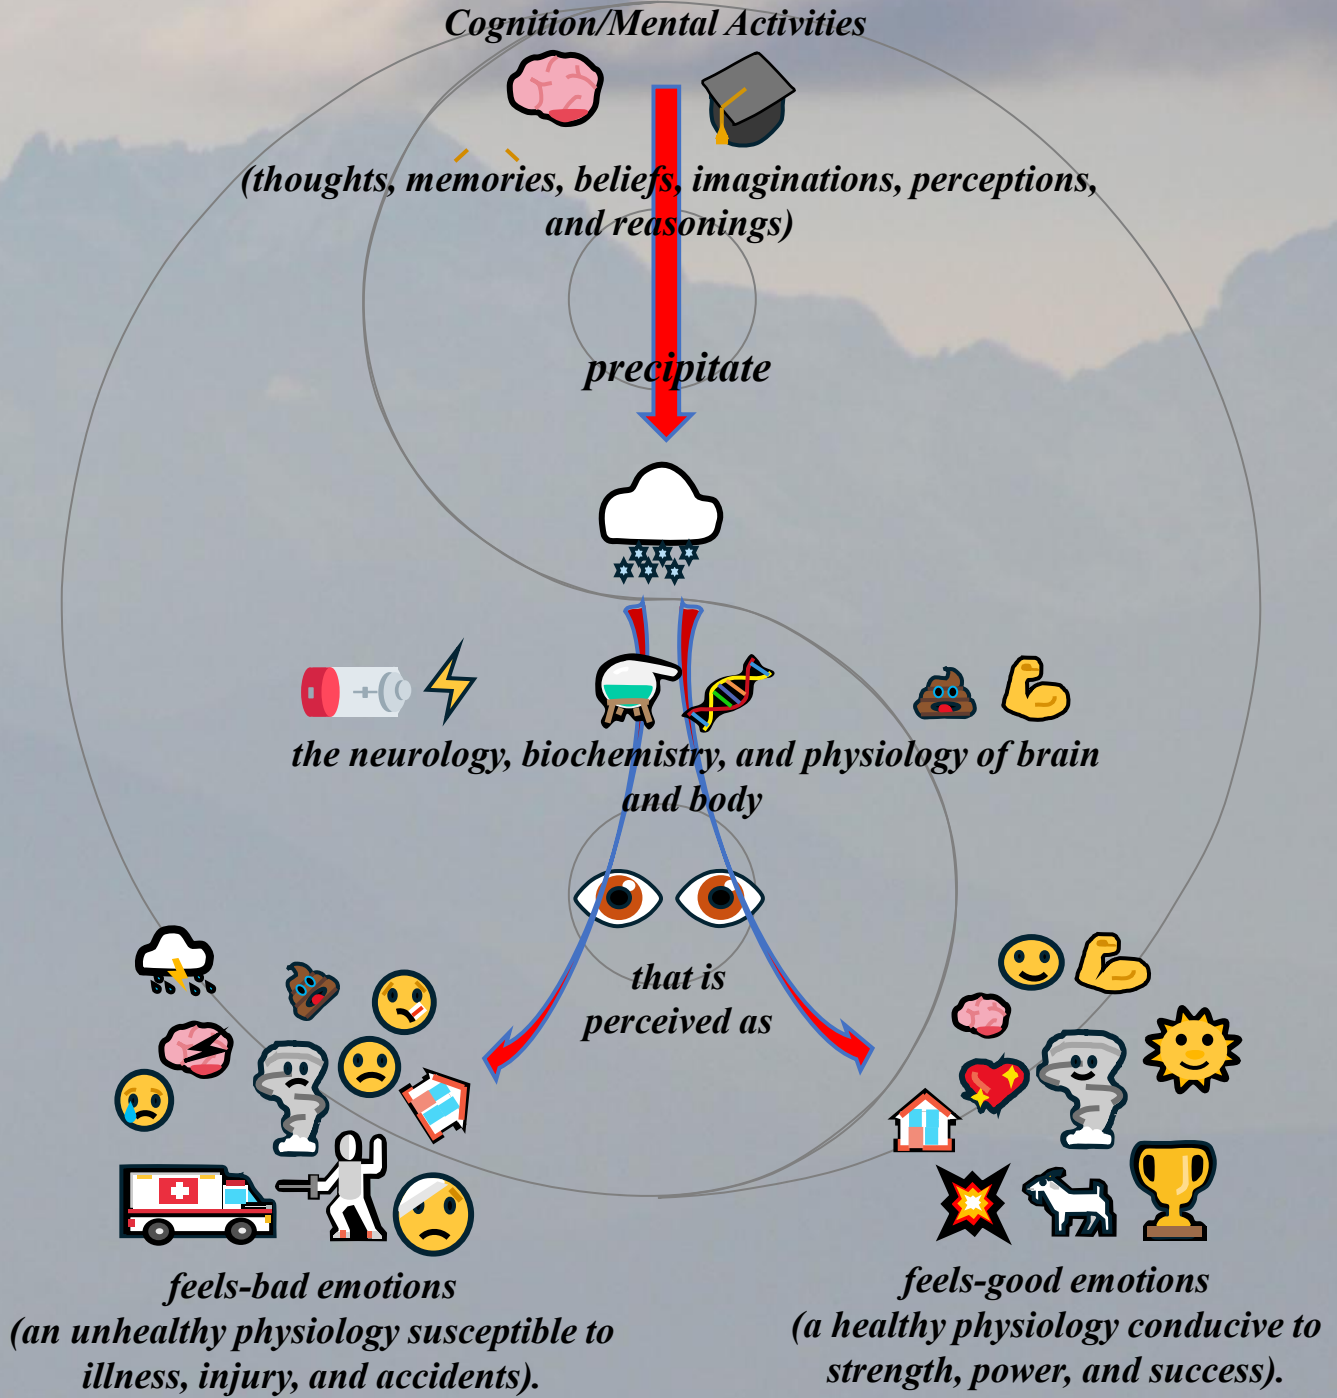 Cognition/Mental Activities
(thoughts, memories, beliefs, imaginations, perceptions,
and reasonings)
precipitate
the neurology, biochemistry, and physiology of brain
and body
that is
perceived as
feels-bad emotions
(an unhealthy physiology susceptible to
illness, injury, and accidents).
feels-good emotions
(a healthy physiology conducive to
strength, power, and success).